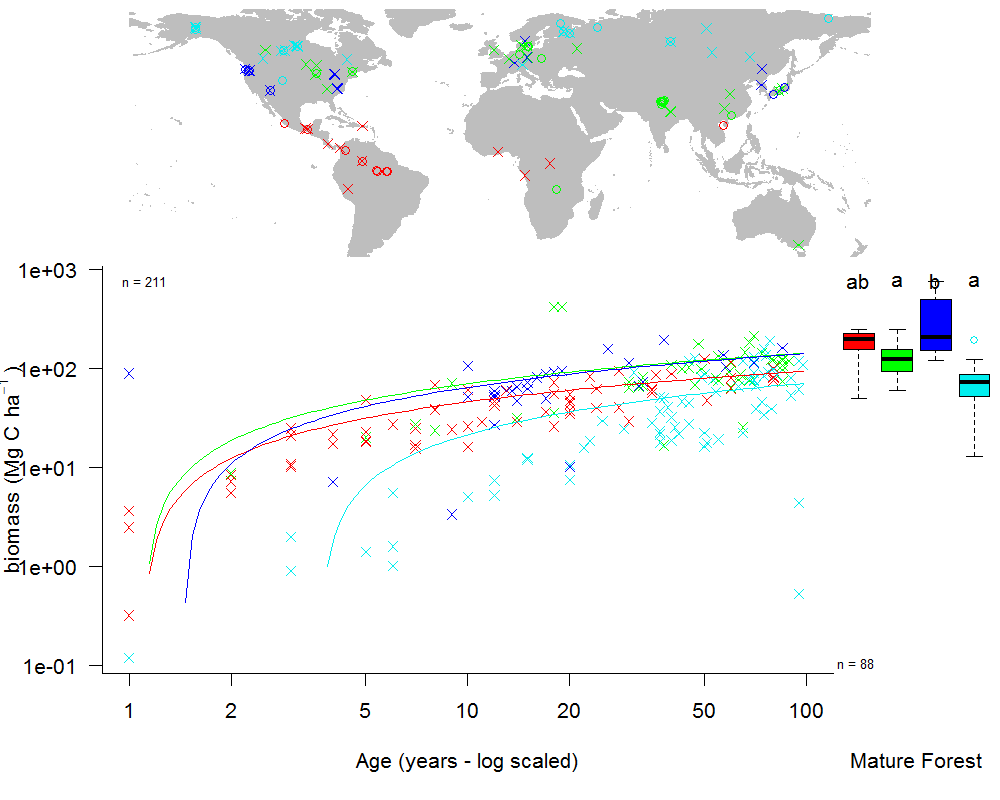 1e+03
n = 211
ab
a
b
a
1e+02
1e+01
1e+00
1e-01
biomass (Mg C ha⁻¹)
n = 88
1
2
5
10
20
50
100
Age (years - log scaled)
Mature Forest